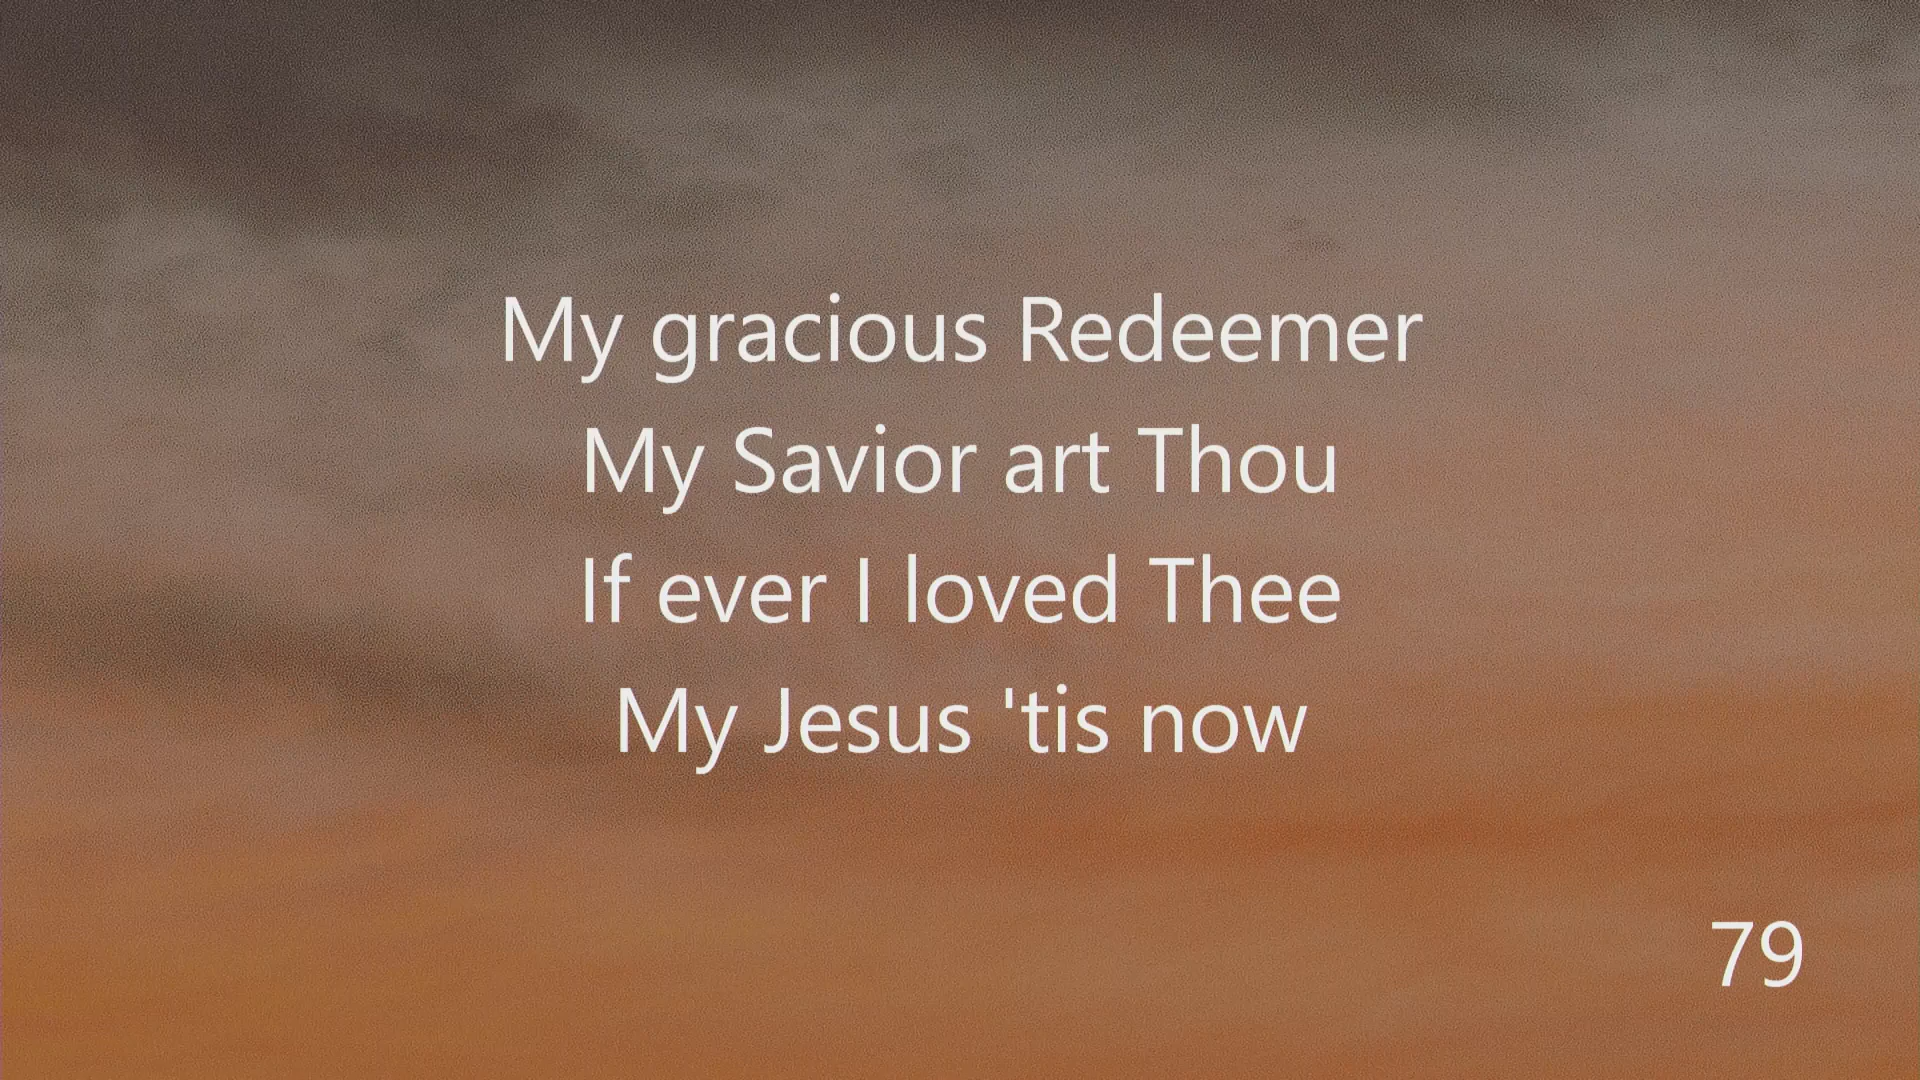 My gracious Redeemer
My Savior art Thou
If ever I loved Thee
My Jesus 'tis now
79